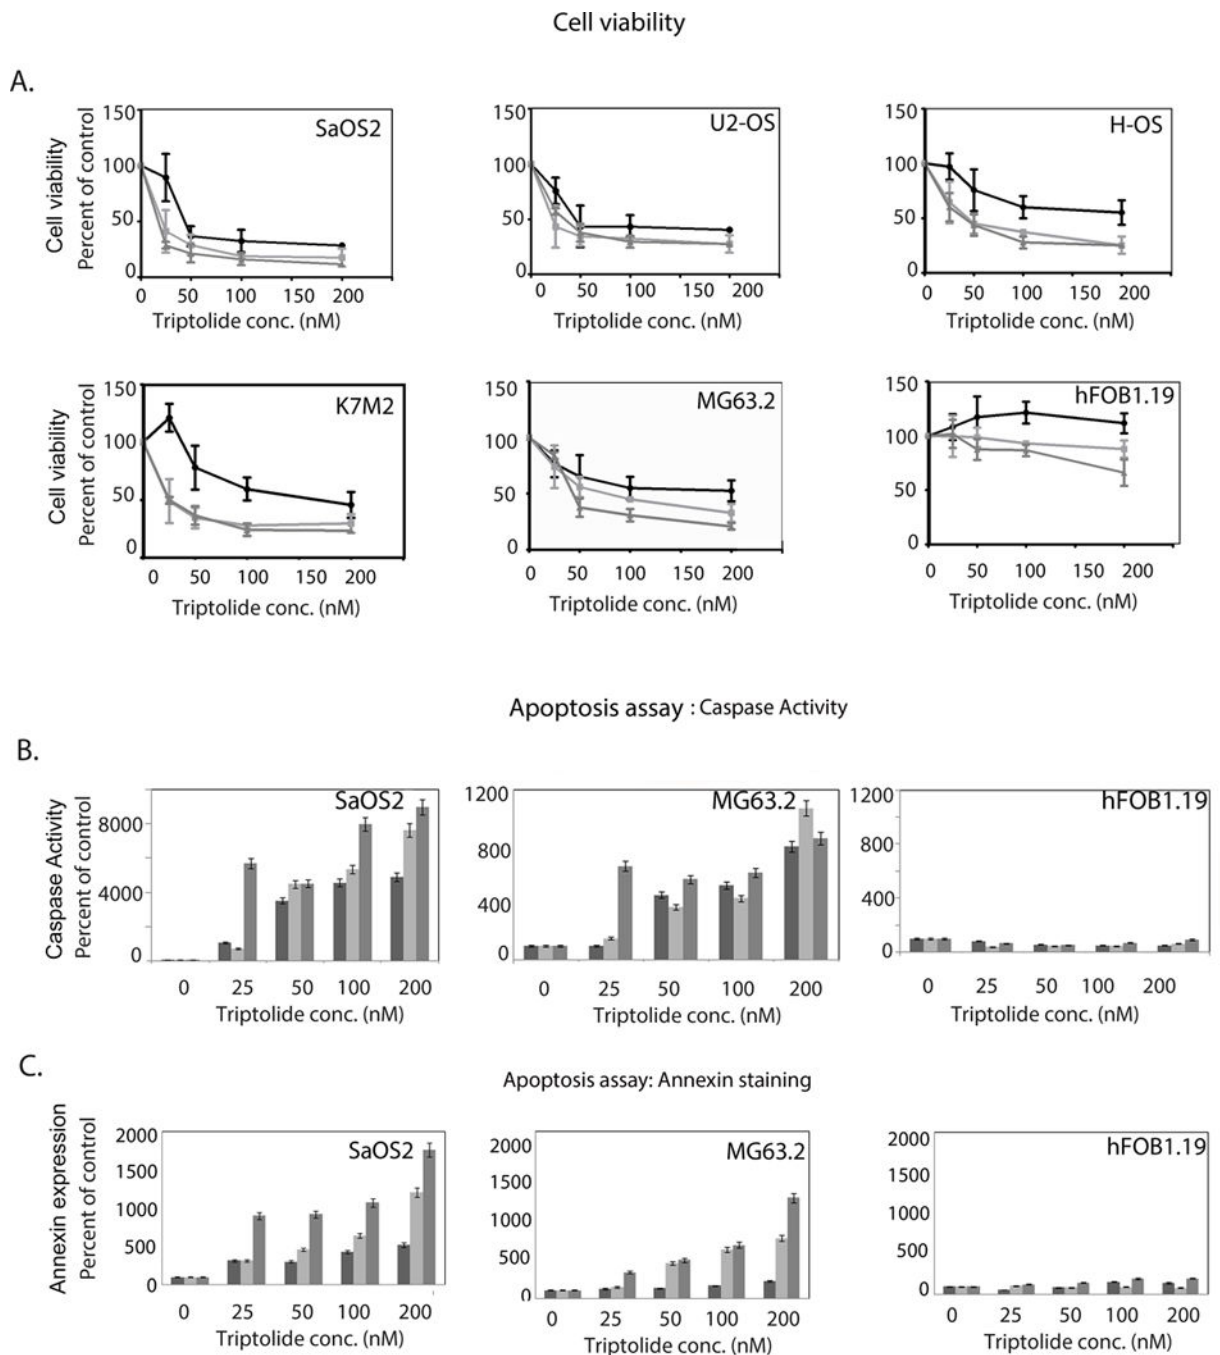 Cell viability
A.
Cell viability
Percent of control
150
100
50
0
SaOS2
0 50 100 150 200
Triptolide conc. (nM)
150
100
50
0
U2-OS
0 50 100 150 200
Triptolide conc. (nM)
150
100
50
0
H-OS
0 50 100 150 200
Triptolide conc. (nM)
Cell viability
Percent of control
150
100
50
0
K7M2
0 50 100 150 200
Triptolide conc. (nM)
150
100
50
0
MG63.2
0 50 100 150 200
Triptolide conc. (nM)
150
100
50
0
hFOB1.19
0 50 100 150 200
Triptolide conc. (nM)
Apoptosis assay : Caspase Activity
B.
Caspase Activity
Percent of control
8000
4000
0
SaOS2
0 25 50 100 200
Triptolide conc. (nM)
1200
800
400
0
MG63.2
0 25 50 100 200
Triptolide conc. (nM)
1200
800
400
0
hFOB1.19
0 25 50 100 200
Triptolide conc. (nM)
C.
Apoptosis assay: Annexin staining
Annexin expression
Percent of control
2000
1500
1000
500
0
SaOS2
0 25 50 100 200
Triptolide conc. (nM)
2000
1500
1000
500
0
MG63.2
0 25 50 100 200
Triptolide conc. (nM)
2000
1500
1000
500
0
hFOB1.19
0 25 50 100 200
Triptolide conc. (nM)